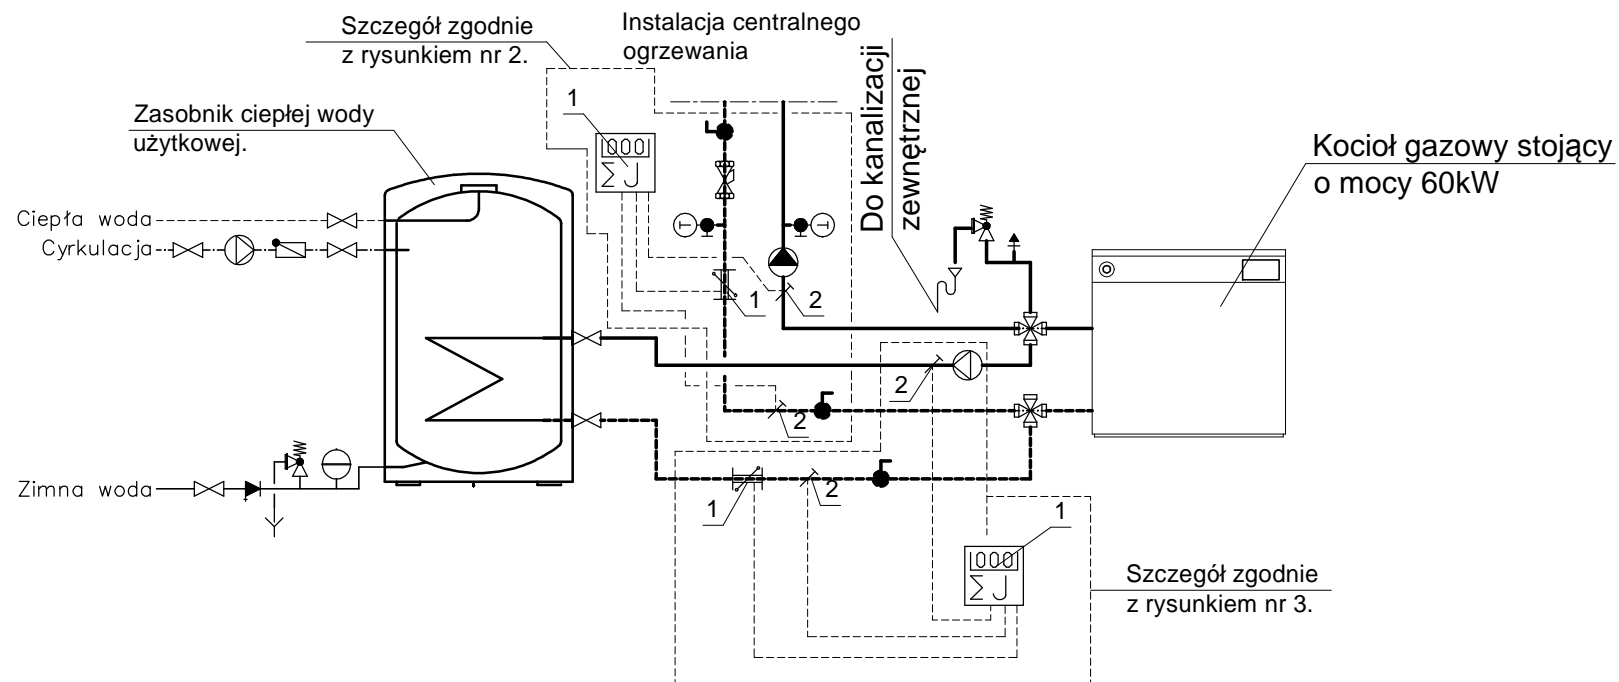 Szczegół zgodnie
z rysunkiem nr 2.
Instalacja centralnego
ogrzewania
Do kanalizacji
zewnętrznej
Zasobnik ciepłej wody
użytkowej.
Kocioł gazowy stojący
o mocy 60kW
1
1000
Σ J
Ciepła woda
Cyrkulacja
T
T
1
2
2
2
Zimna woda
1
2
1
1000
Σ J
Szczegół zgodnie
z rysunkiem nr 3.